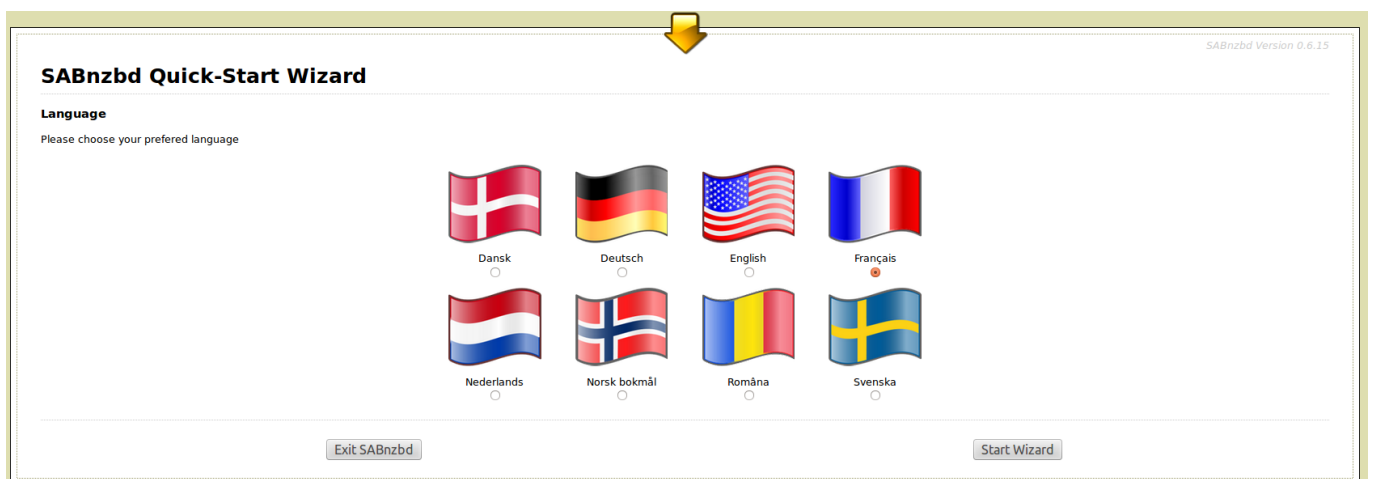 SABnzbd Version 0.6.15
SABnzbd Quick-Start Wizard
Language
Please choose your prefered language
Dansk Deutsch English Français
Nederlands Norsk bokmål Româna Svenska
Exit SABnzbd Start Wizard